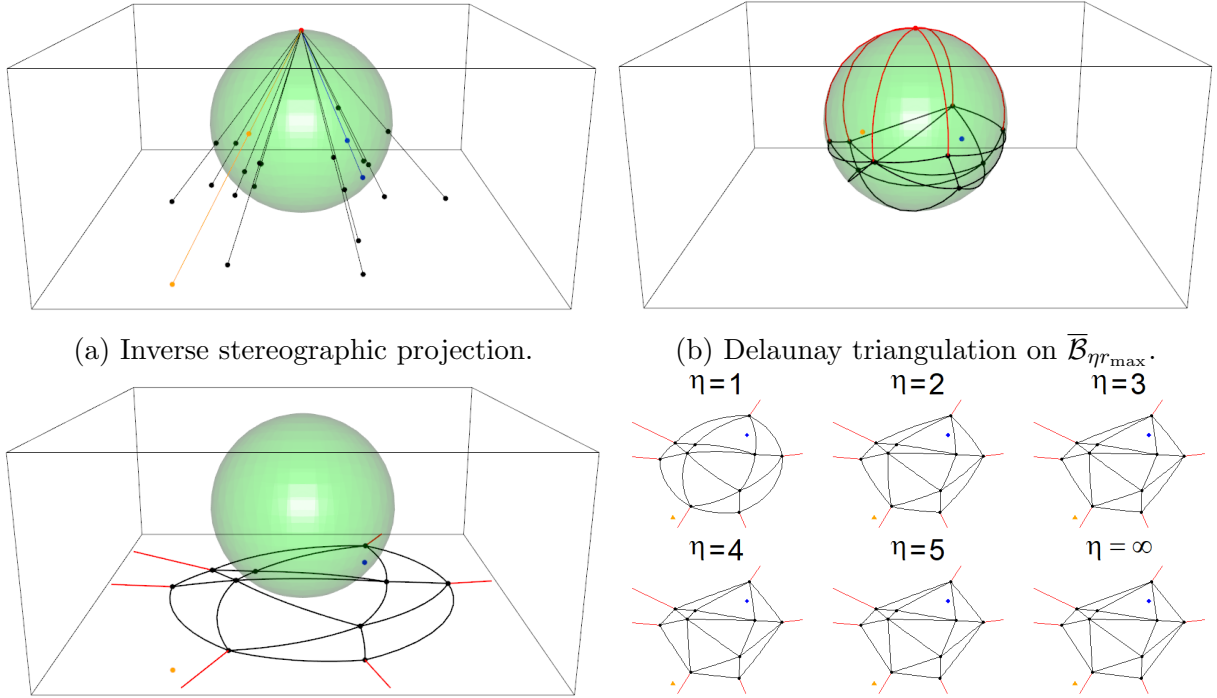 (a) Inverse stereographic projection.
(b) Delaunay triangulation on $\overline{\mathcal{B}}_{\eta r_{\max}}$.
η=1 η=2 η=3
η=4 η=5 η=∞